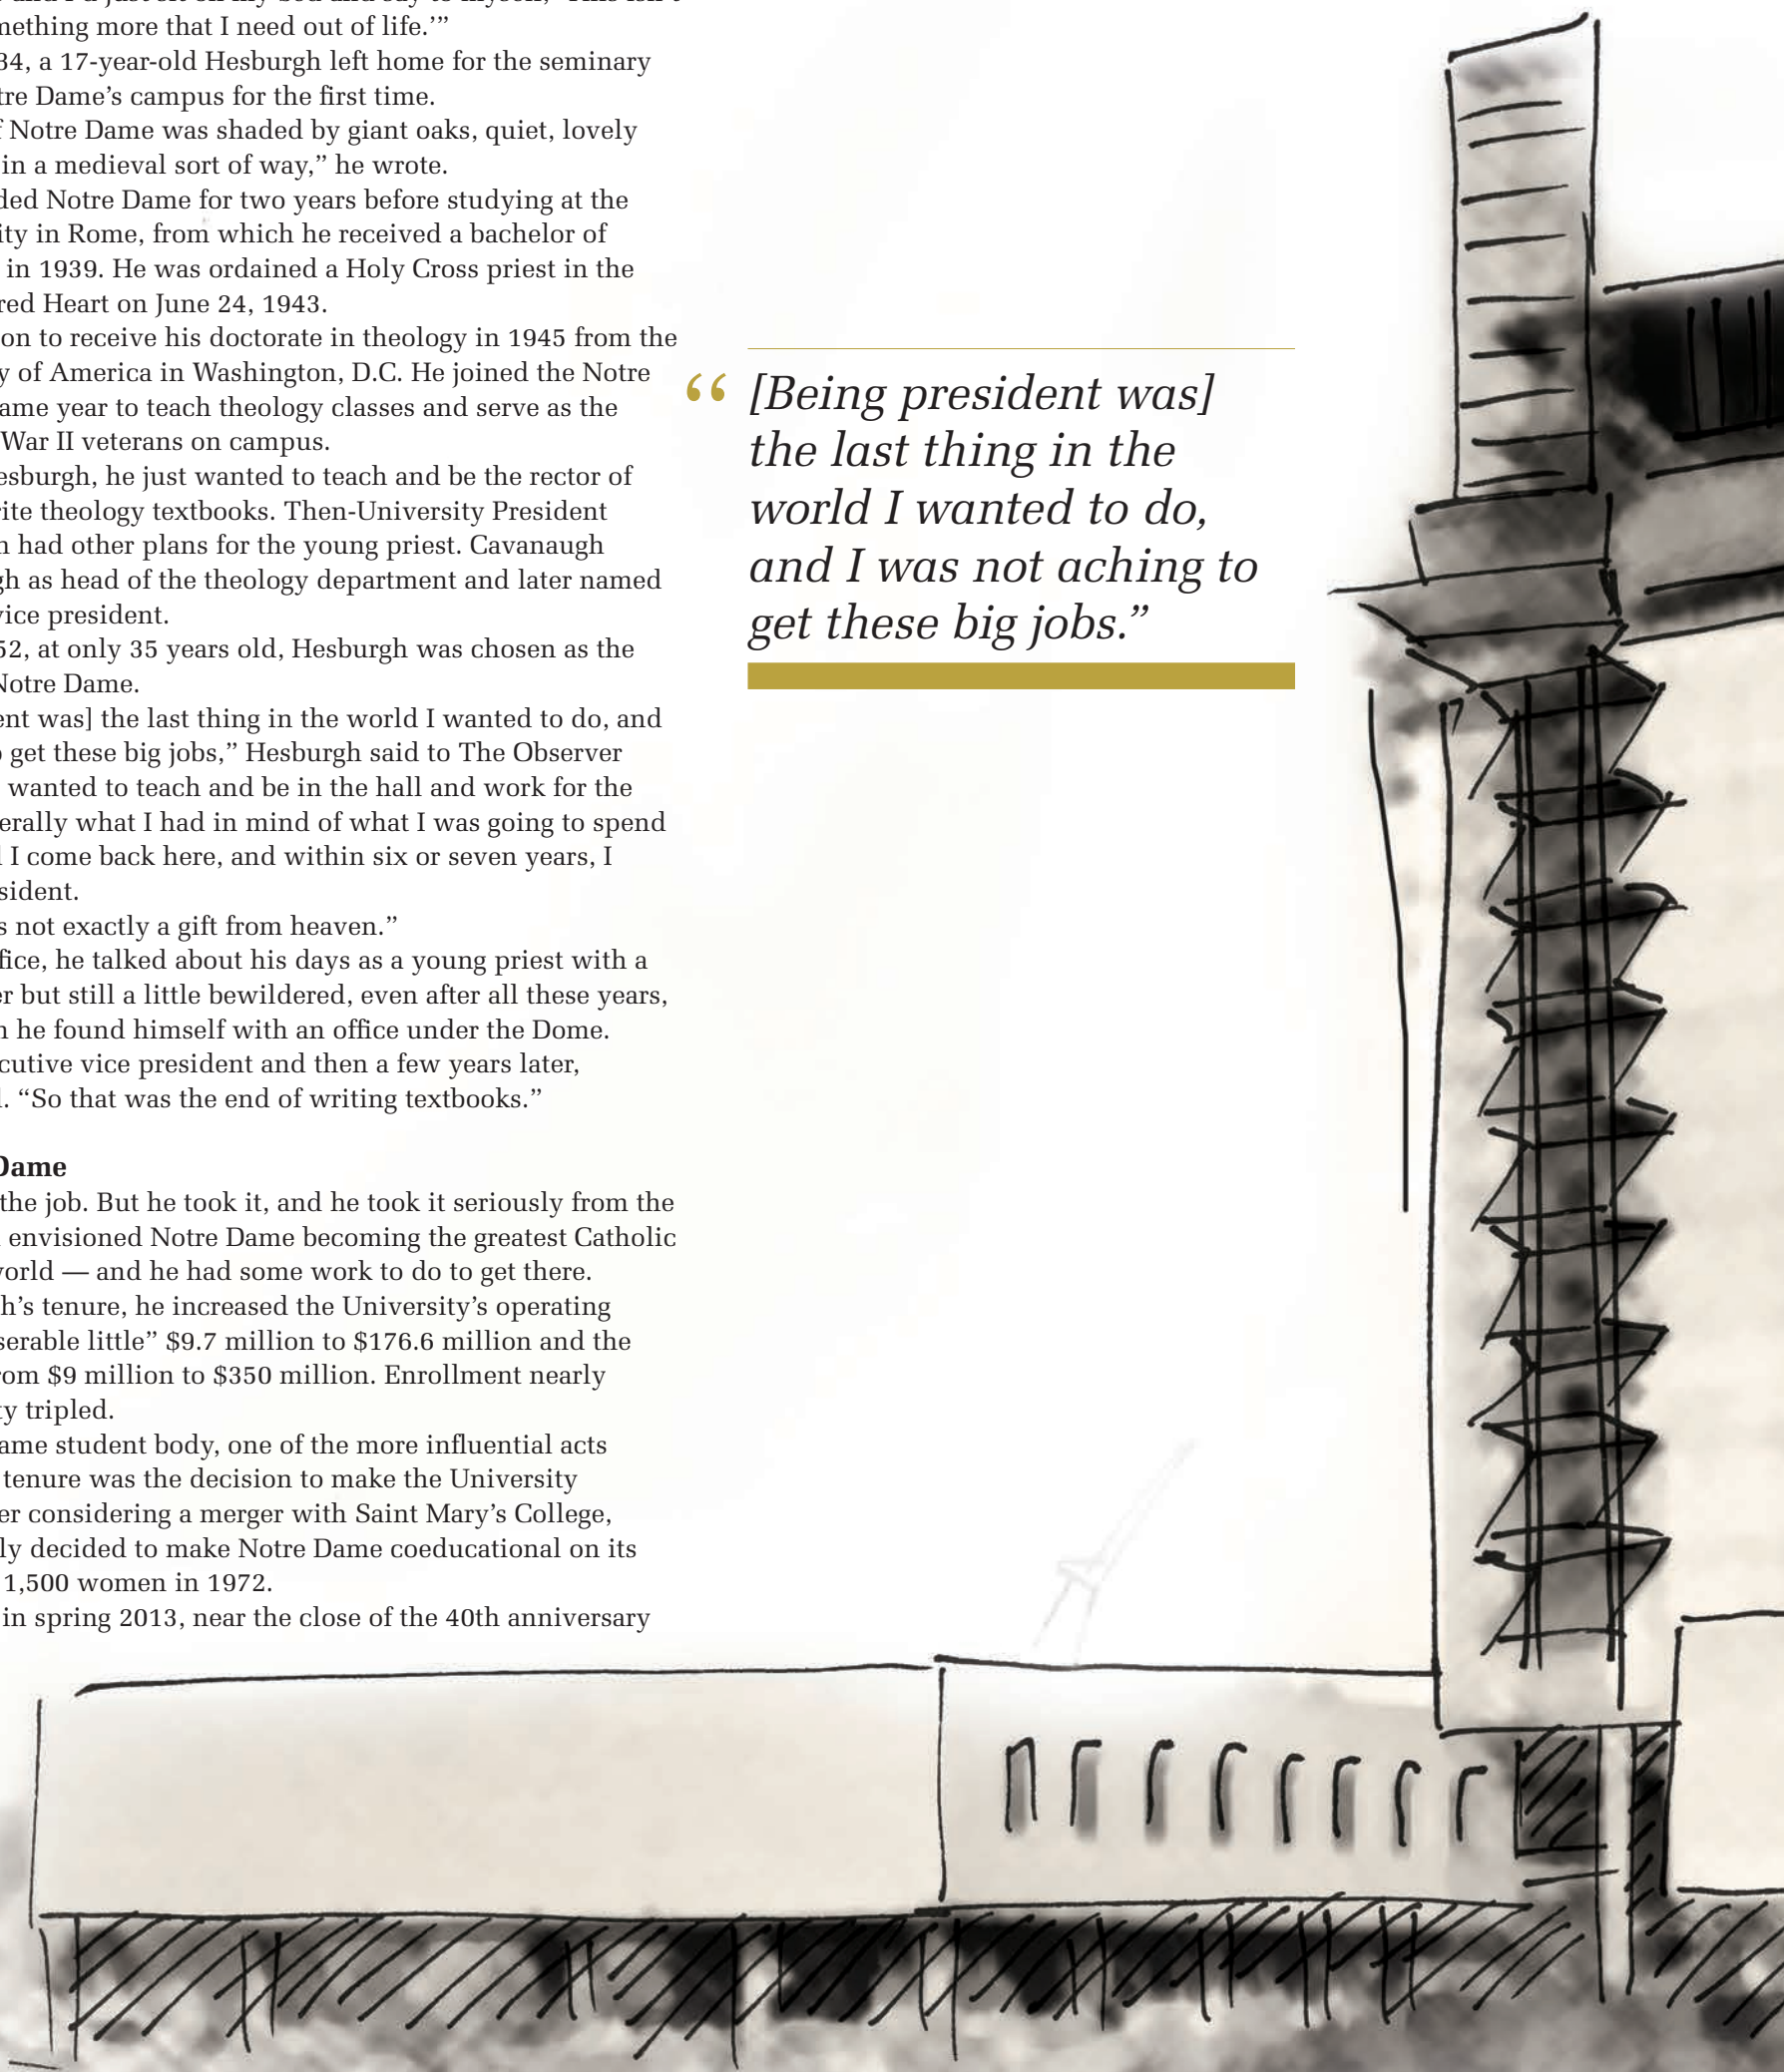 mething more that I need out of life.’”
34, a 17-year-old Hesburgh left home for the seminary
tre Dame’s campus for the first time.
f Notre Dame was shaded by giant oaks, quiet, lovely
in a medieval sort of way,” he wrote.
ded Notre Dame for two years before studying at the
ity in Rome, from which he received a bachelor of
in 1939. He was ordained a Holy Cross priest in the
red Heart on June 24, 1943.
on to receive his doctorate in theology in 1945 from the
y of America in Washington, D.C. He joined the Notre
ame year to teach theology classes and serve as the
War II veterans on campus.
esburgh, he just wanted to teach and be the rector of
rite theology textbooks. Then-University President
h had other plans for the young priest. Cavanaugh
gh as head of the theology department and later named
vice president.
52, at only 35 years old, Hesburgh was chosen as the
Notre Dame.
ent was] the last thing in the world I wanted to do, and
o get these big jobs,” Hesburgh said to The Observer
wanted to teach and be in the hall and work for the
erally what I had in mind of what I was going to spend
d I come back here, and within six or seven years, I
sident.
s not exactly a gift from heaven.”
fice, he talked about his days as a young priest with a
er but still a little bewildered, even after all these years,
n he found himself with an office under the Dome.
cutive vice president and then a few years later,
l. “So that was the end of writing textbooks.”
Dame
the job. But he took it, and he took it seriously from the
envisioned Notre Dame becoming the greatest Catholic
vorld — and he had some work to do to get there.
h’s tenure, he increased the University’s operating
serable little” $9.7 million to $176.6 million and the
rom $9 million to $350 million. Enrollment nearly
ty tripled.
ame student body, one of the more influential acts
tenure was the decision to make the University
er considering a merger with Saint Mary’s College,
ly decided to make Notre Dame coeducational on its
1,500 women in 1972.
in spring 2013, near the close of the 40th anniversary
“[Being president was]
the last thing in the
world I wanted to do,
and I was not aching to
get these big jobs.”